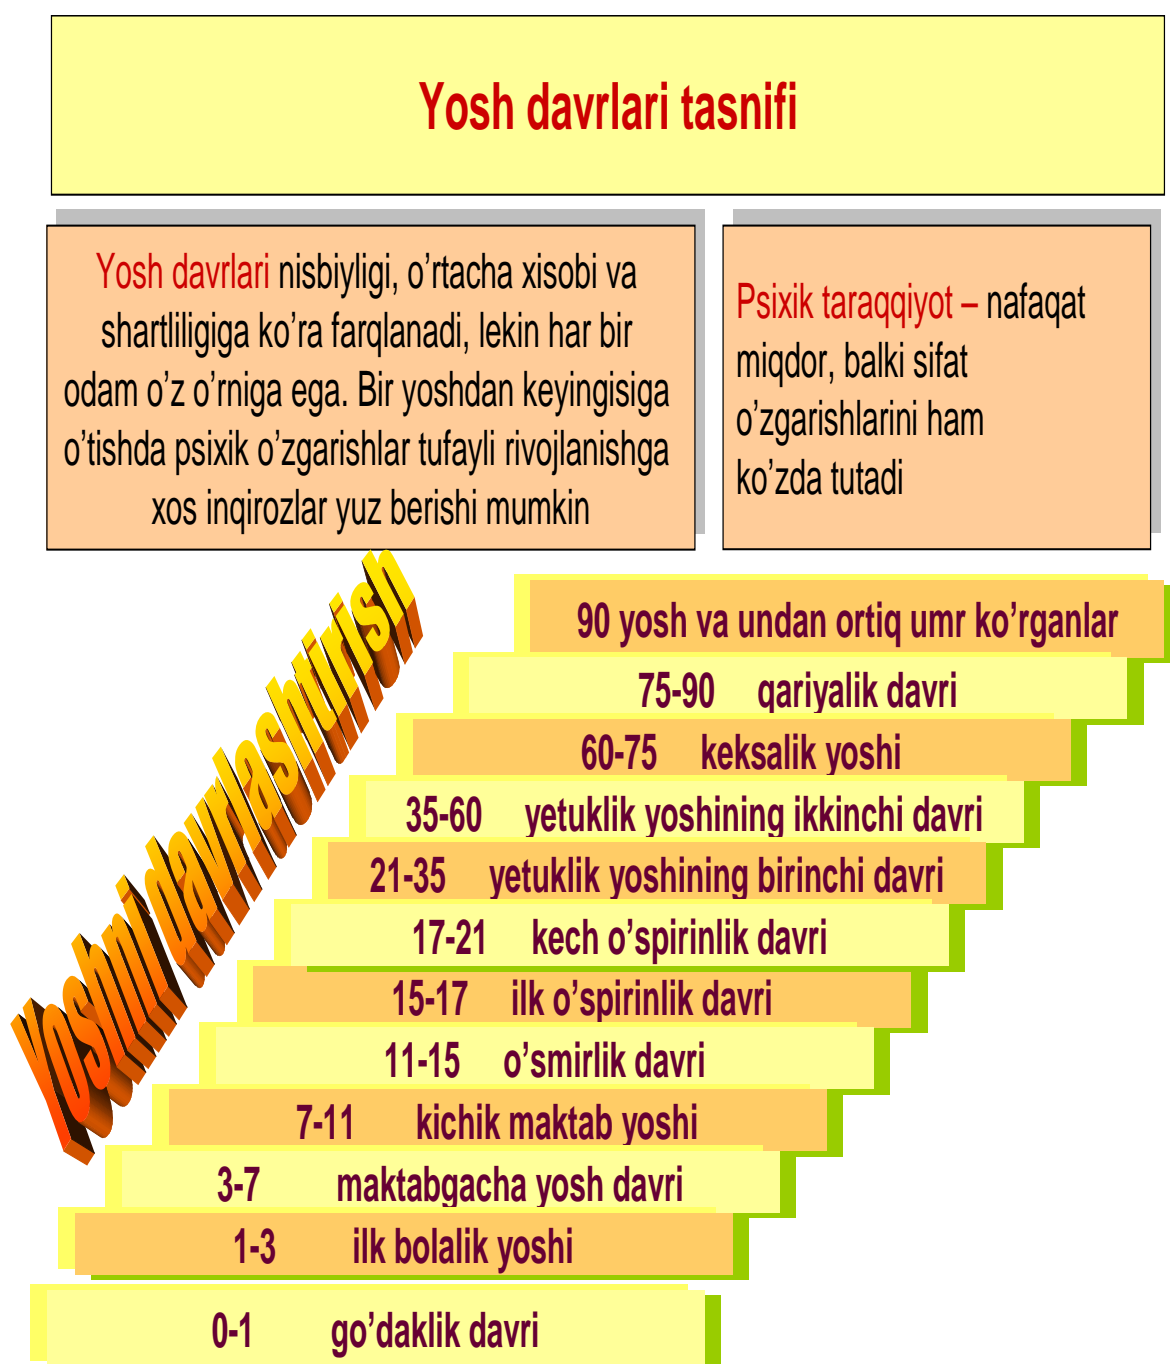 Yosh davrlari tasnifi
Yosh davrlari nisbiyligi, o’rtacha xisobi va
shartliligiga ko’ra farqlanadi, lekin har bir
odam o’z o’rniga ega. Bir yoshdan keyingisiga
o’tishda psixik o’zgarishlar tufayli rivojlanishga
xos inqirozlar yuz berishi mumkin
Psixik taraqqiyot – nafaqat
miqdor, balki sifat
o’zgarishlarini ham
ko’zda tutadi
Yoshni davrlashtirish
90 yosh va undan ortiq umr ko’rganlar
75-90 qariyalik davri
60-75 keksalik yoshi
35-60 yetuklik yoshining ikkinchi davri
21-35 yetuklik yoshining birinchi davri
17-21 kech o’spirinlik davri
15-17 ilk o’spirinlik davri
11-15 o’smirlik davri
7-11 kichik maktab yoshi
3-7 maktabgacha yosh davri
1-3 ilk bolalik yoshi
0-1 go’daklik davri